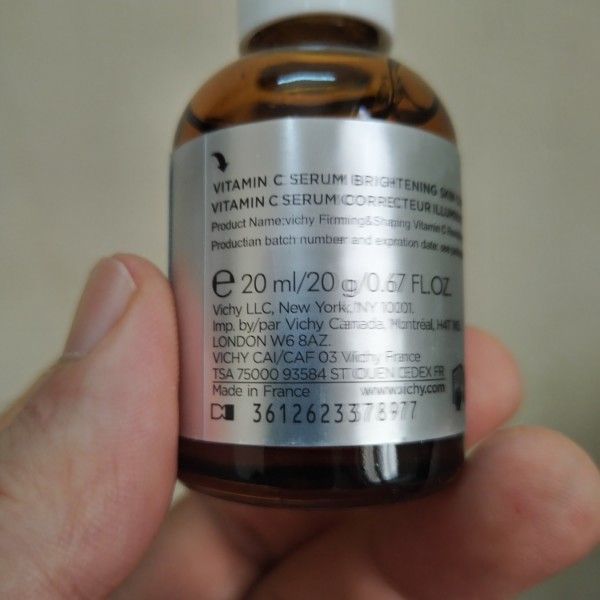 VITAMIN C SERUM BRIGHTENING SKIN
VITAMIN C SERUM CORRECTEUR
Product Name:vichy Firming&Shaping Vitamin C
Production batch number and expiration date: see
e 20 ml/20 g/0.67 FL.OZ
Vichy LLC, New York, NY 10001.
Imp. by/par Vichy Canada, Montréal,
LONDON W6 8AZ.
VICHY CAI/CAF 03 Vichy France
TSA 75000 93584 ST OUEN CEDEX FR
Made in France www.vichy.com
3612623378977